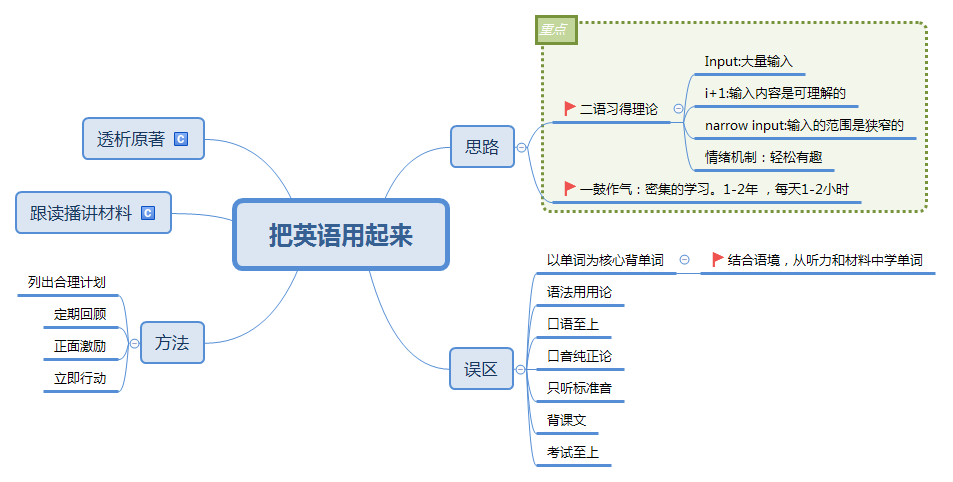 把英语用起来
重点
思路
二语习得理论
Input:大量输入
i+1:输入内容是可理解的
narrow input:输入的范围是狭窄的
情绪机制：轻松有趣
一鼓作气：密集的学习。1-2年 ，每天1-2小时
误区
以单词为核心背单词
结合语境，从听力和材料中学单词
语法用用论
口语至上
口音纯正论
只听标准音
背课文
考试至上
透析原著 C
跟读播讲材料 C
方法
列出合理计划
定期回顾
正面激励
立即行动